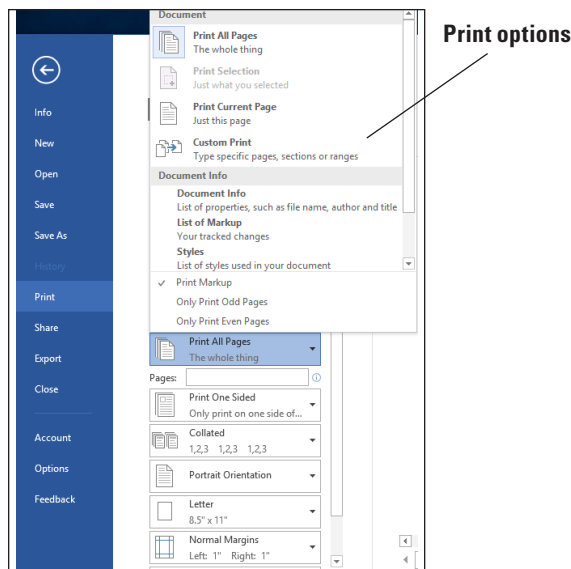 Print options
Info
New
Open
Save
Save As
History
Print
Share
Export
Close
Account
Options
Feedback
Document
Print All Pages
The whole thing
Print Selection
Just what you selected
Print Current Page
Just this page
Custom Print
Type specific pages, sections or ranges
Document Info
Document Info
List of properties, such as file name, author and title
List of Markup
Your tracked changes
Styles
List of styles used in your document
✓ Print Markup
Only Print Odd Pages
Only Print Even Pages
Print All Pages
The whole thing
Pages:
Print One Sided
Only print on one side of...
Collated
1,2,3 1,2,3 1,2,3
Portrait Orientation
Letter
8.5" x 11"
Normal Margins
Left: 1" Right: 1"